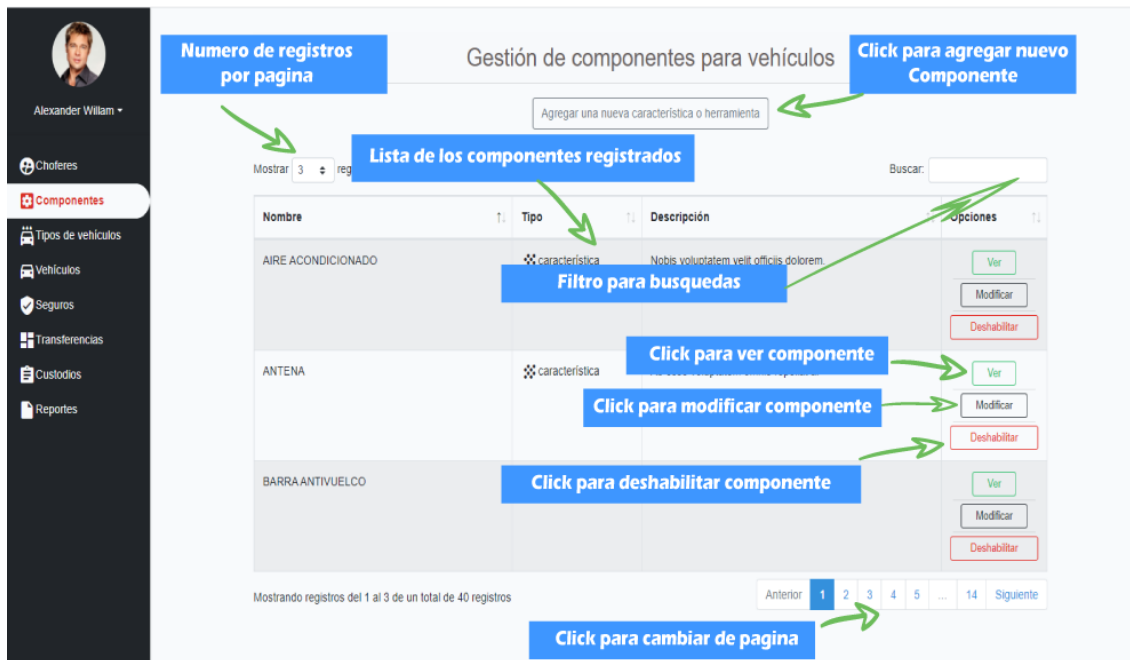 Alexander Willam
Choferes
Componentes
Tipos de vehículos
Vehículos
Seguros
Transferencias
Custodios
Reportes
Numero de registros
por pagina
Gestión de componentes para vehículos
Click para agregar nuevo
Componente
Agregar una nueva característica o herramienta
Mostrar 3 reg
Lista de los componentes registrados
Buscar:
Nombre Tipo Descripción Opciones
AIRE ACONDICIONADO característica Nobis voluptatem velit officiis dolorem. Ver
Filtro para busquedas
Modificar
Deshabilitar
Click para ver componente
ANTENA característica Ver
Click para modificar componente Modificar
Deshabilitar
BARRA ANTIVUELCO Click para deshabilitar componente Ver
Modificar
Deshabilitar
Mostrando registros del 1 al 3 de un total de 40 registros Anterior 1 2 3 4 5 ... 14 Siguiente
Click para cambiar de pagina